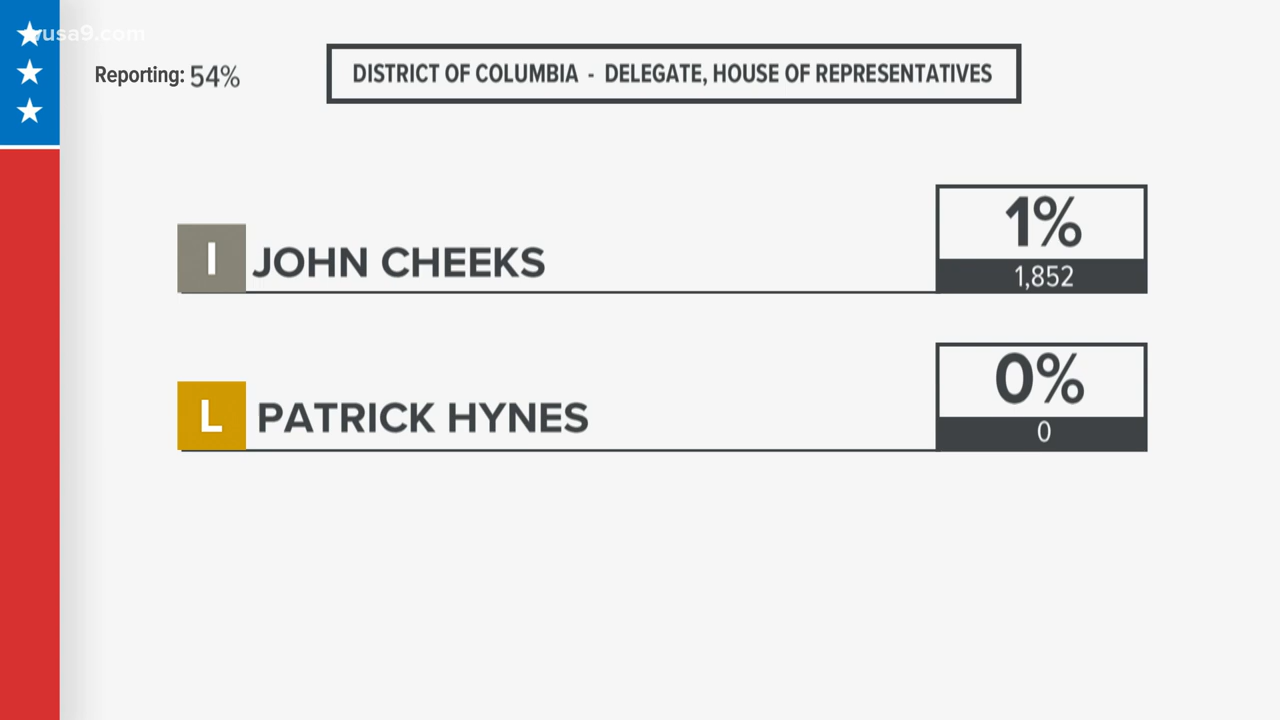 wusa9.com
Reporting: 54%
DISTRICT OF COLUMBIA - DELEGATE, HOUSE OF REPRESENTATIVES
I JOHN CHEEKS 1%
1,852
L PATRICK HYNES 0%
0